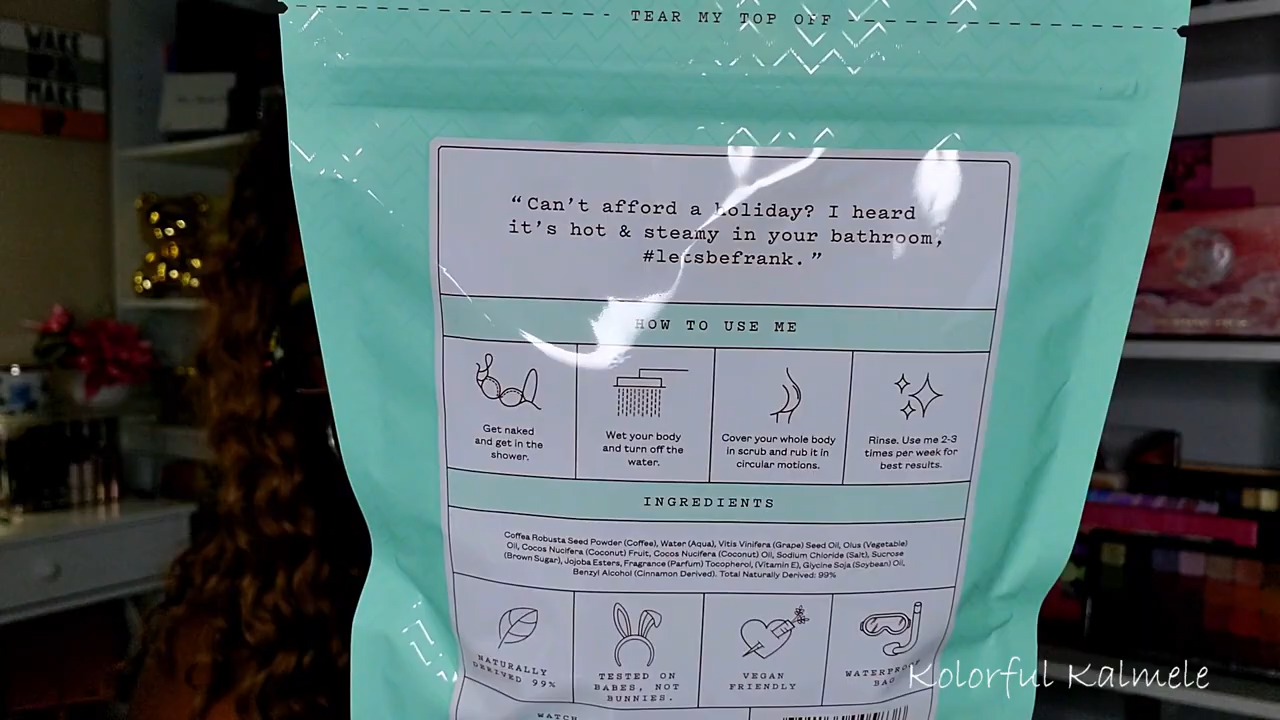 TEAR MY TOP OFF
WAKE
UP &
MAKE
UP
“Can't afford a holiday? I heard
it's hot & steamy in your bathroom,
#letsbefrank.”
HOW TO USE ME
Get naked
and get in the
shower.
Wet your body
and turn off the
water.
Cover your whole body
in scrub and rub it in
circular motions.
Rinse. Use me 2-3
times per week for
best results.
INGREDIENTS
Coffea Robusta Seed Powder (Coffee), Water (Aqua), Vitis Vinifera (Grape) Seed Oil, Olus (Vegetable)
Oil, Cocos Nucifera (Coconut) Fruit, Cocos Nucifera (Coconut) Oil, Sodium Chloride (Salt), Sucrose
(Brown Sugar), Jojoba Esters, Fragrance (Parfum) Tocopherol, (Vitamin E), Glycine Soja (Soybean) Oil,
Benzyl Alcohol (Cinnamon Derived). Total Naturally Derived: 99%
NATURALLY
DERIVED 99%
TESTED ON
BABES, NOT
BUNNIES.
VEGAN
FRIENDLY
WATERPROOF
BAG
WATCH
Kolorful Kalmele